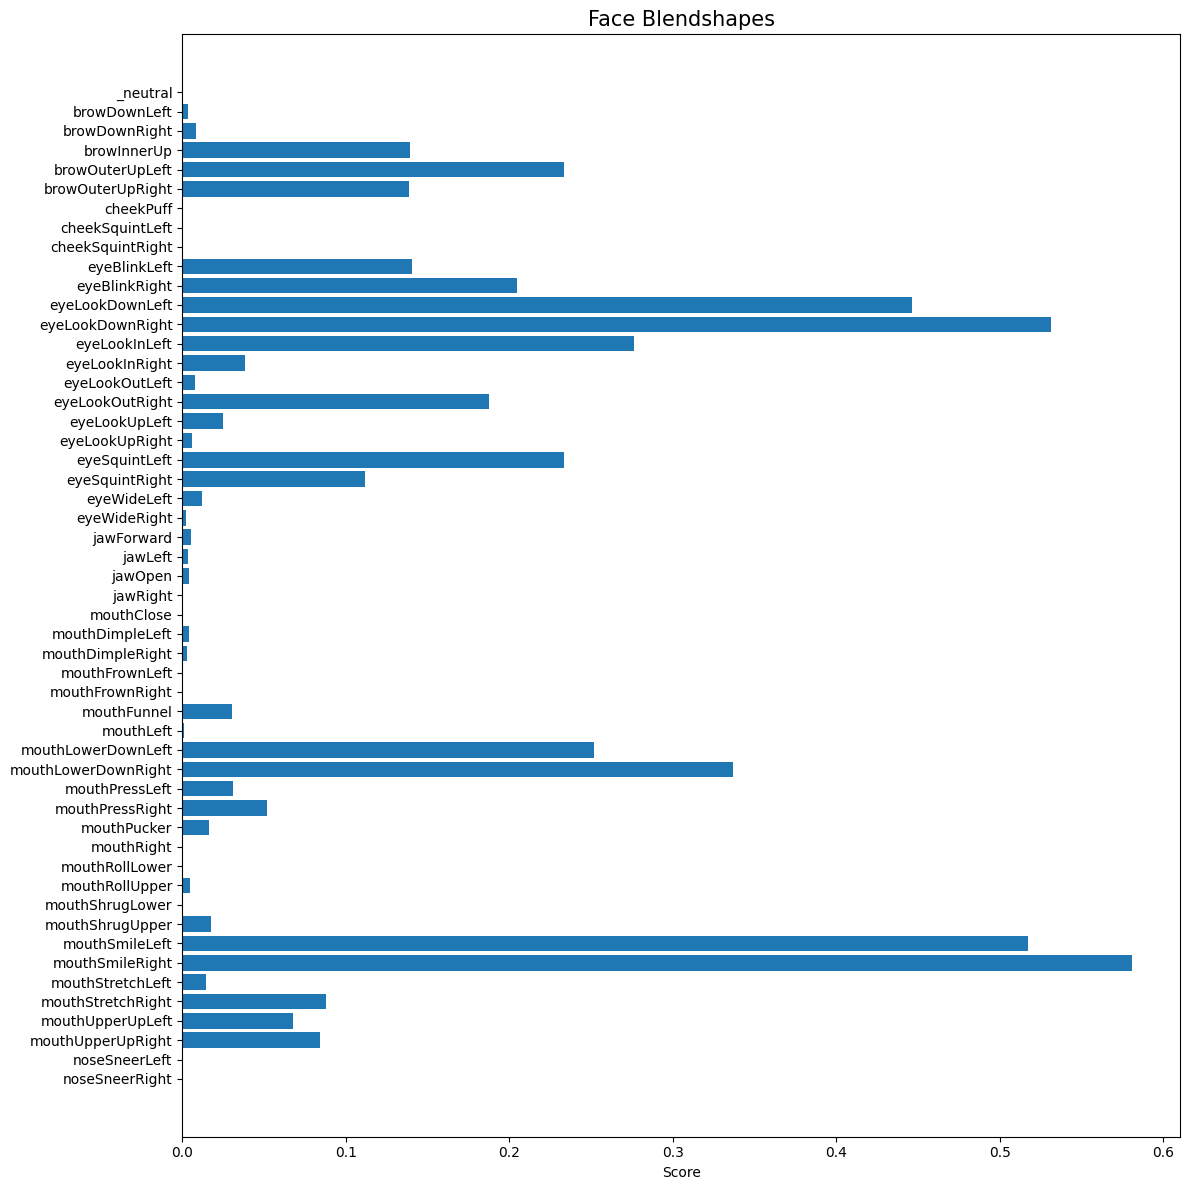 Face Blendshapes
_neutral
browDownLeft
browDownRight
browInnerUp
browOuterUpLeft
browOuterUpRight
cheekPuff
cheekSquintLeft
cheekSquintRight
eyeBlinkLeft
eyeBlinkRight
eyeLookDownLeft
eyeLookDownRight
eyeLookInLeft
eyeLookInRight
eyeLookOutLeft
eyeLookOutRight
eyeLookUpLeft
eyeLookUpRight
eyeSquintLeft
eyeSquintRight
eyeWideLeft
eyeWideRight
jawForward
jawLeft
jawOpen
jawRight
mouthClose
mouthDimpleLeft
mouthDimpleRight
mouthFrownLeft
mouthFrownRight
mouthFunnel
mouthLeft
mouthLowerDownLeft
mouthLowerDownRight
mouthPressLeft
mouthPressRight
mouthPucker
mouthRight
mouthRollLower
mouthRollUpper
mouthShrugLower
mouthShrugUpper
mouthSmileLeft
mouthSmileRight
mouthStretchLeft
mouthStretchRight
mouthUpperUpLeft
mouthUpperUpRight
noseSneerLeft
noseSneerRight
0.0 0.1 0.2 0.3 0.4 0.5 0.6
Score